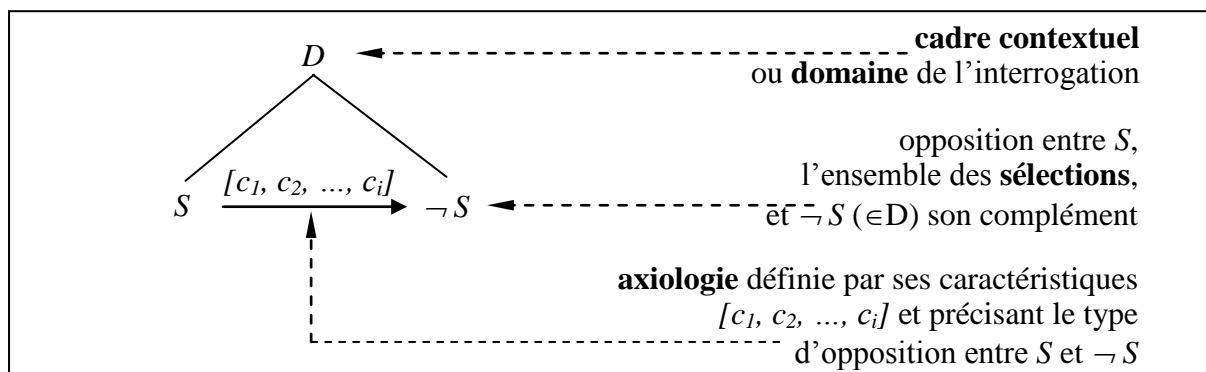 D
cadre contextuel
ou domaine de l’interrogation
opposition entre S,
l’ensemble des sélections,
et ¬ S (∈D) son complément
S [c1, c2, ..., ci] ¬ S
axiologie définie par ses caractéristiques
[c1, c2, ..., ci] et précisant le type
d’opposition entre S et ¬ S